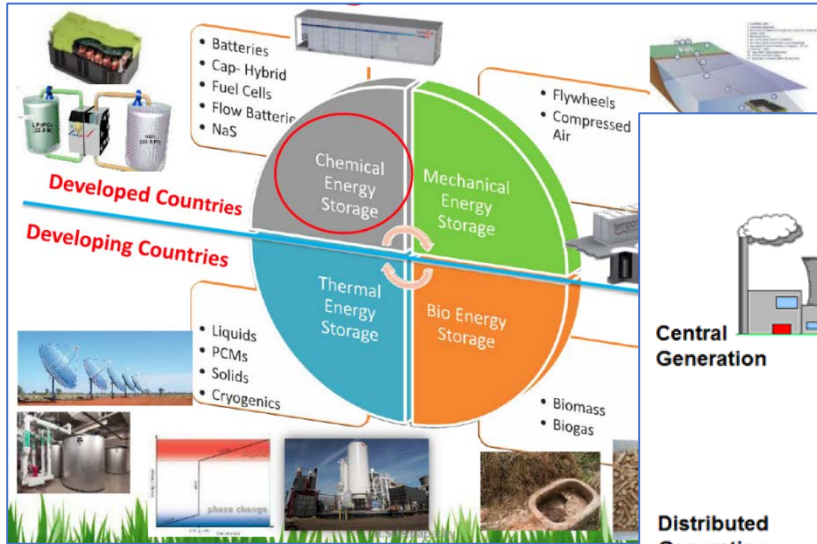 Batteries
Cap- Hybrid
Fuel Cells
Flow Batterie
NaS
Flywheels
Compressed
Air
Chemical
Energy
Storage
Mechanical
Energy
Storage
Developed Countries
Developing Countries
Thermal
Energy
Storage
Bio Energy
Storage
Liquids
PCMs
Solids
Cryogenics
Biomass
Biogas
phase change
Central
Generation
Distributed